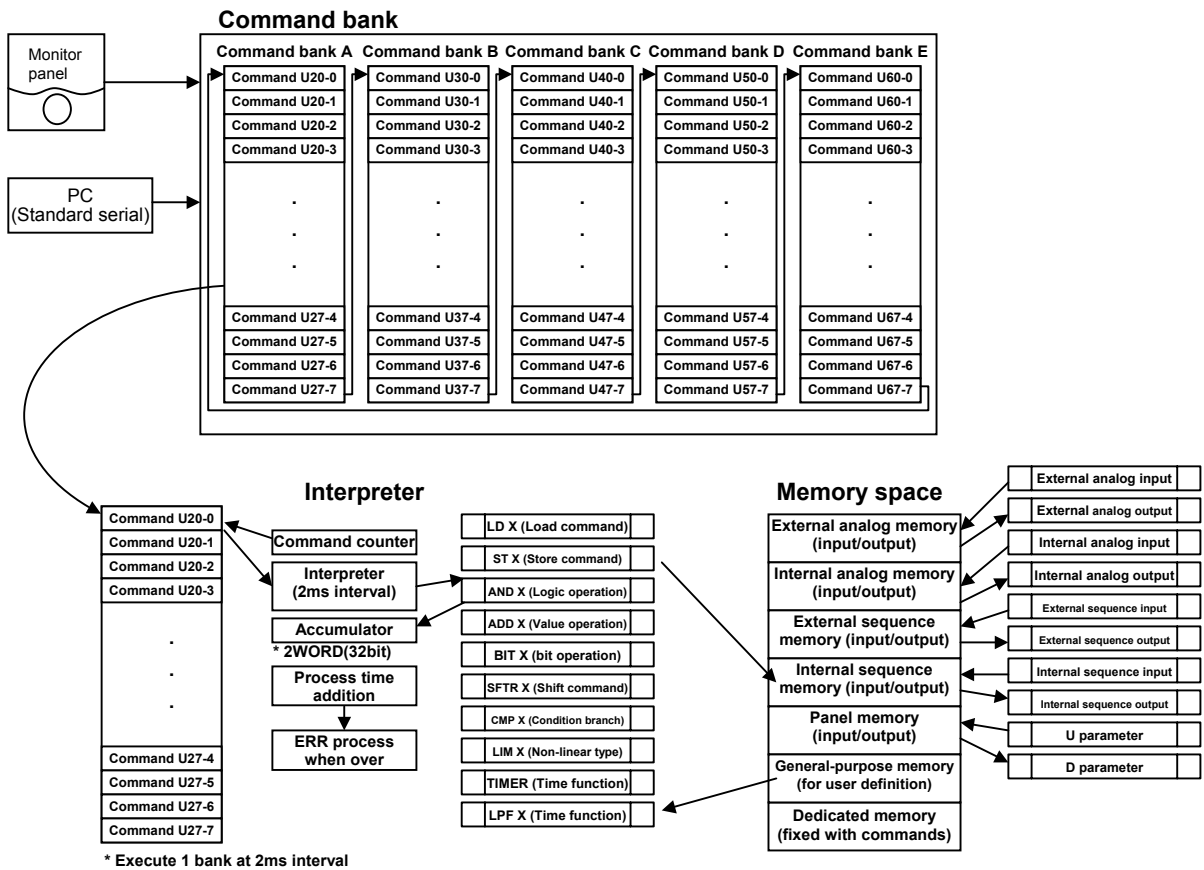 Command bank
Monitor
panel
PC
(Standard serial)
Command bank A
Command U20-0
Command U20-1
Command U20-2
Command U20-3
.
.
.
Command U27-4
Command U27-5
Command U27-6
Command U27-7
Command bank B
Command U30-0
Command U30-1
Command U30-2
Command U30-3
.
.
.
Command U37-4
Command U37-5
Command U37-6
Command U37-7
Command bank C
Command U40-0
Command U40-1
Command U40-2
Command U40-3
.
.
.
Command U47-4
Command U47-5
Command U47-6
Command U47-7
Command bank D
Command U50-0
Command U50-1
Command U50-2
Command U50-3
.
.
.
Command U57-4
Command U57-5
Command U57-6
Command U57-7
Command bank E
Command U60-0
Command U60-1
Command U60-2
Command U60-3
.
.
.
Command U67-4
Command U67-5
Command U67-6
Command U67-7
Command U20-0
Command U20-1
Command U20-2
Command U20-3
.
.
.
Command U27-4
Command U27-5
Command U27-6
Command U27-7
* Execute 1 bank at 2ms interval
Interpreter
Command counter
Interpreter
(2ms interval)
Accumulator
* 2WORD(32bit)
Process time
addition
ERR process
when over
LD X (Load command)
ST X (Store command)
AND X (Logic operation)
ADD X (Value operation)
BIT X (bit operation)
SFTR X (Shift command)
CMP X (Condition branch)
LIM X (Non-linear type)
TIMER (Time function)
LPF X (Time function)
Memory space
External analog memory
(input/output)
Internal analog memory
(input/output)
External sequence
memory (input/output)
Internal sequence
memory (input/output)
Panel memory
(input/output)
General-purpose memory
(for user definition)
Dedicated memory
(fixed with commands)
External analog input
External analog output
Internal analog input
Internal analog output
External sequence input
External sequence output
Internal sequence input
Internal sequence output
U parameter
D parameter